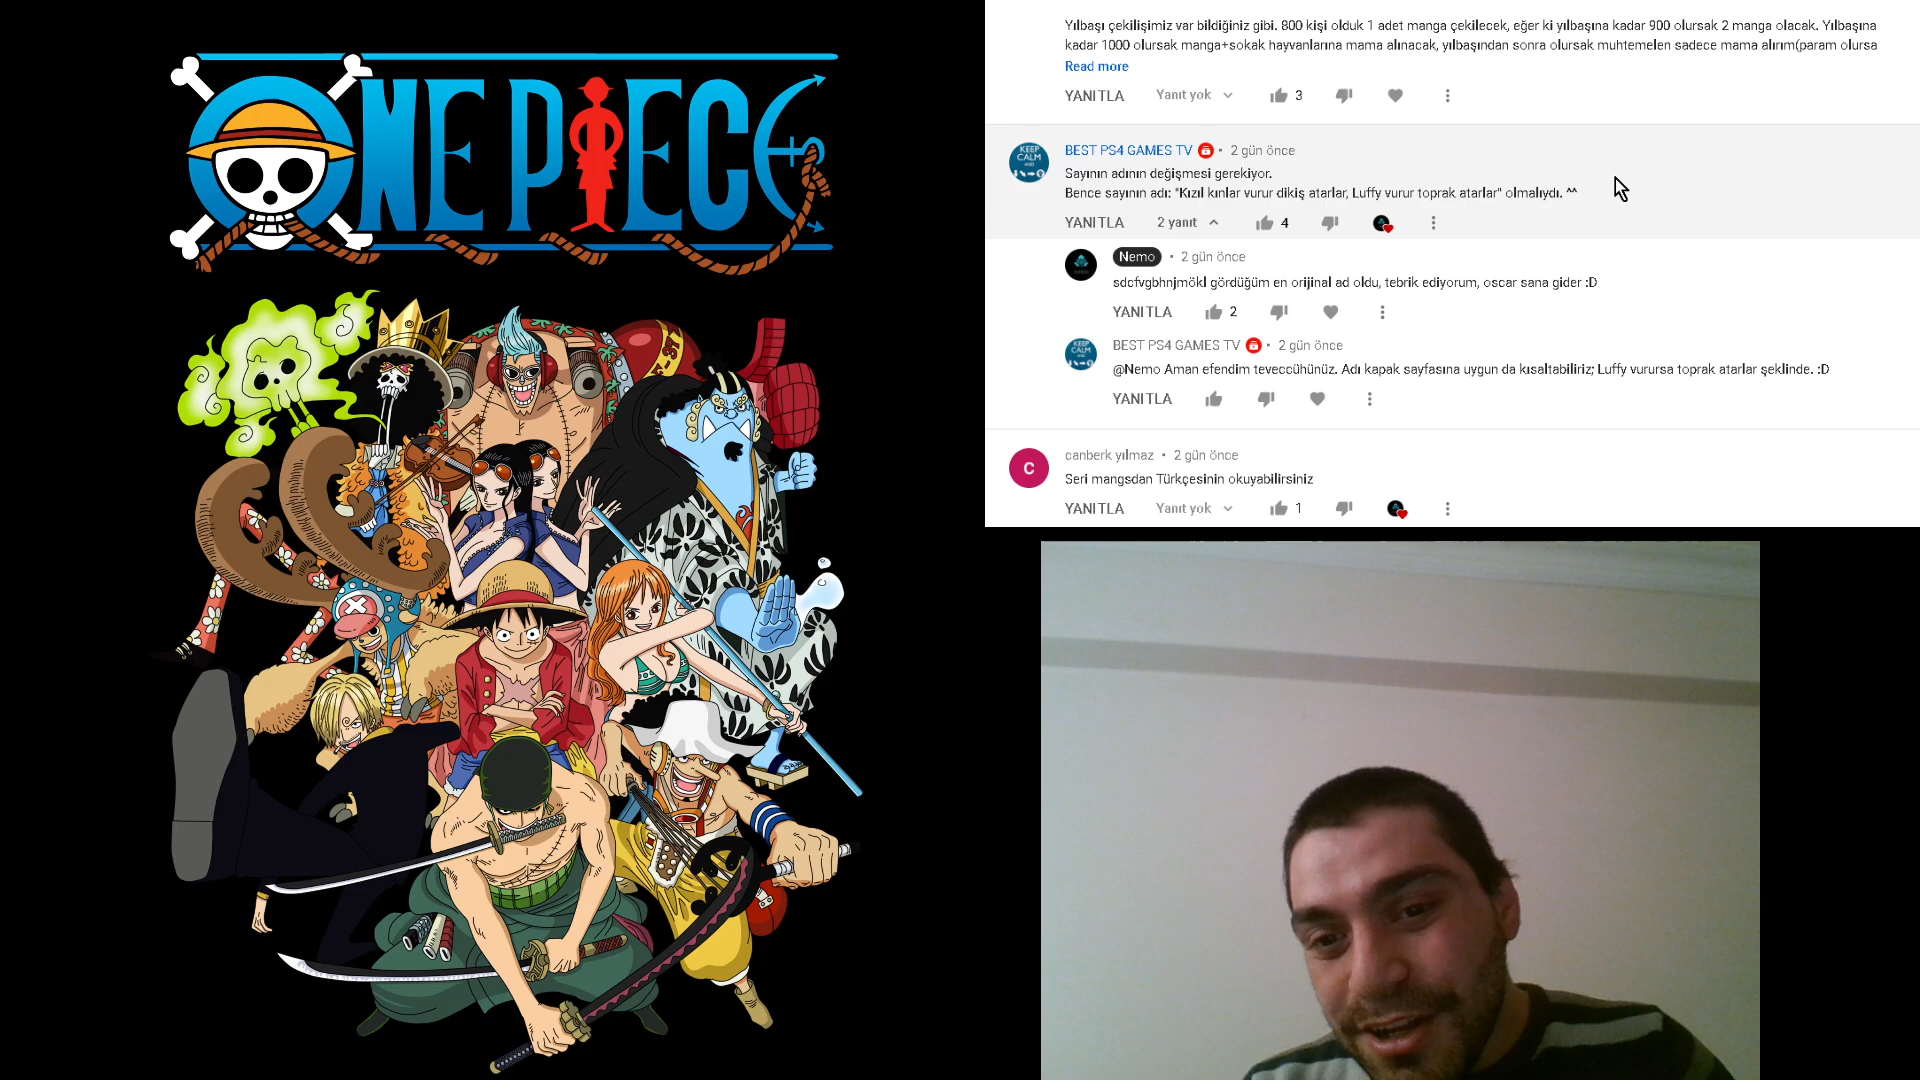 ONE PIECE
Yılbaşı çekilişimiz var bildiğiniz gibi. 800 kişi olduk 1 adet manga çekilecek, eğer ki yılbaşına kadar 900 olursak 2 manga olacak. Yılbaşına
kadar 1000 olursak manga+sokak hayvanlarına mama alınacak, yılbaşından sonra olursak muhtemelen sadece mama alırım(param olursa
Read more
YANITLA Yanıt yok 3
BEST PS4 GAMES TV • 2 gün önce
Sayının adının değişmesi gerekiyor.
Bence sayının adı: "Kızıl kınlar vurur dikiş atarlar, Luffy vurur toprak atarlar" olmalıydı. ^^
YANITLA 2 yanıt 4
Nemo • 2 gün önce
sdcfvgbhnjmökl gördüğüm en orijinal ad oldu, tebrik ediyorum, oscar sana gider :D
YANITLA 2
BEST PS4 GAMES TV • 2 gün önce
@Nemo Aman efendim teveccühünüz. Adı kapak sayfasına uygun da kısaltabiliriz; Luffy vurursa toprak atarlar şeklinde. :D
YANITLA
C
canberk yılmaz • 2 gün önce
Seri mangsdan Türkçesinin okuyabilirsiniz
YANITLA Yanıt yok 1